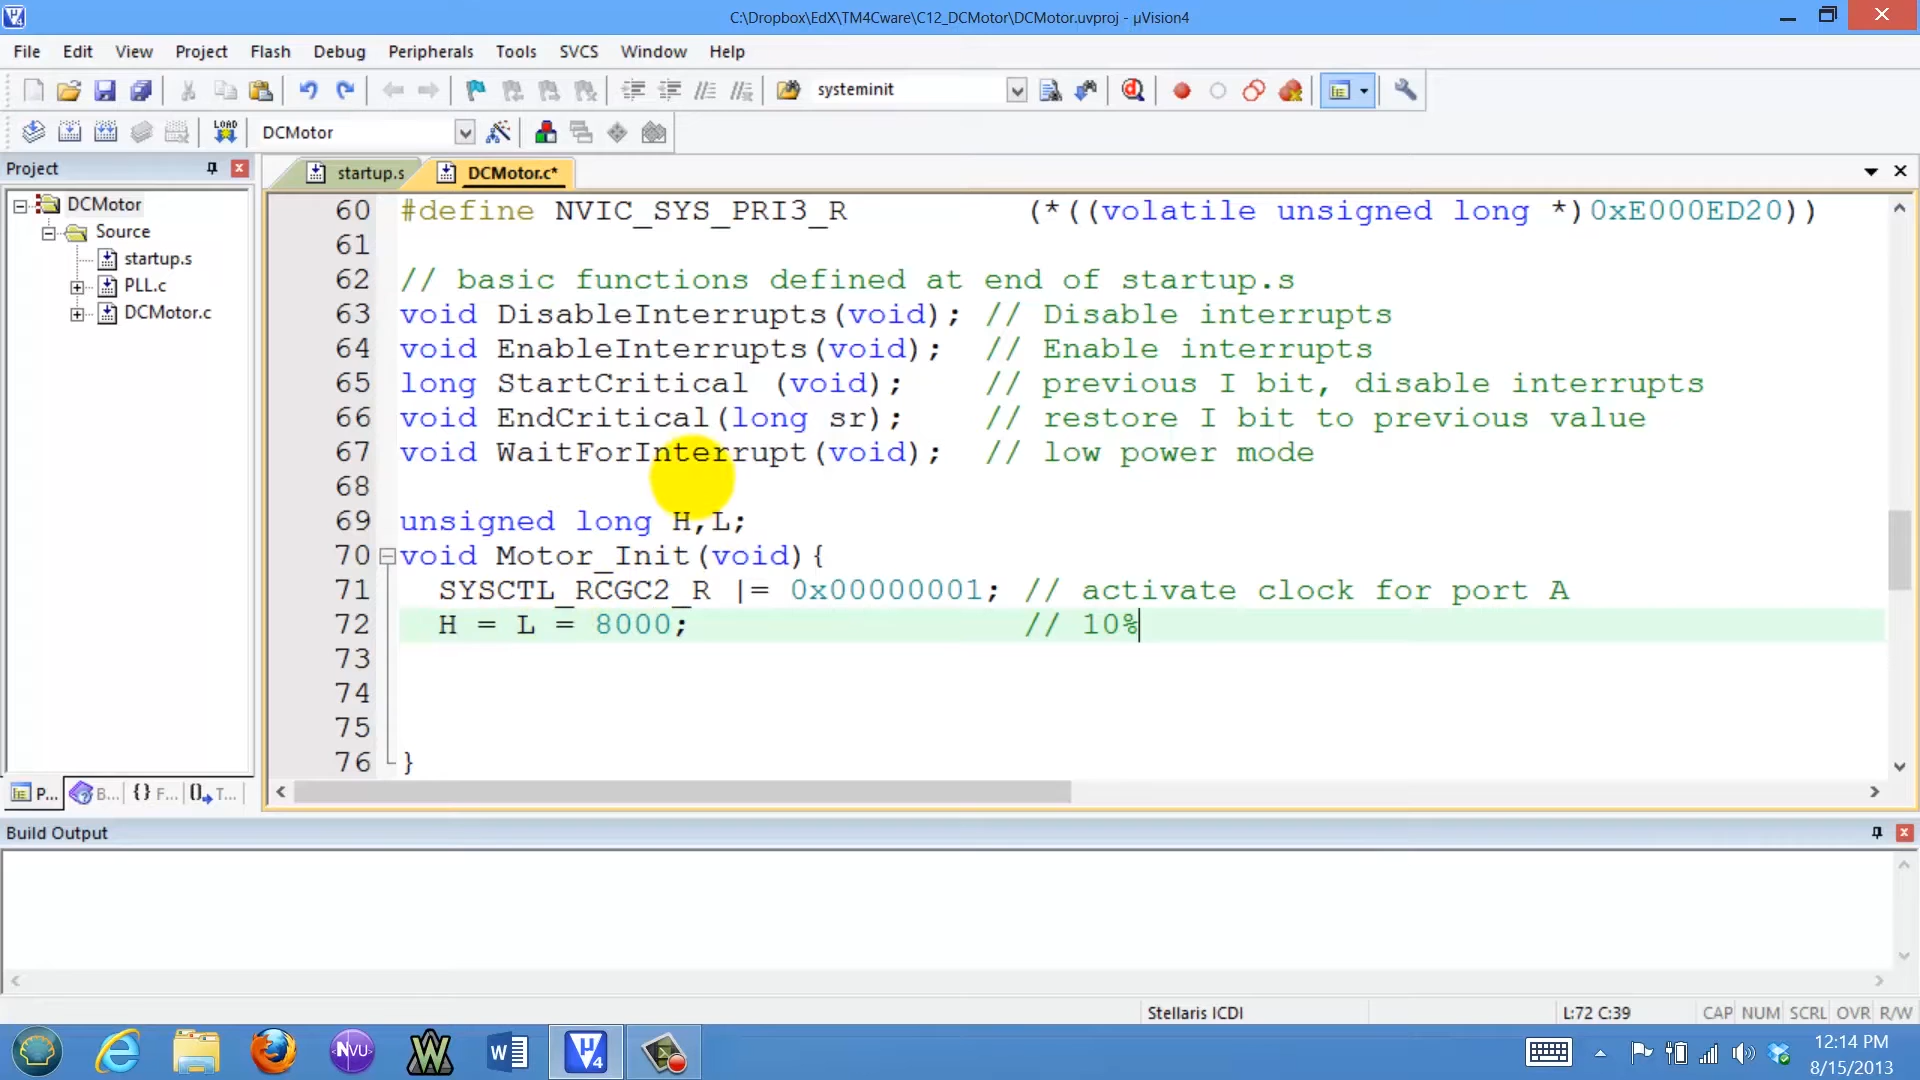 C:\Dropbox\EdX\TM4Cware\C12_DCMotor\DCMotor.uvproj - µVision4
File Edit View Project Flash Debug Peripherals Tools SVCS Window Help
systeminit
LOAD DCMotor
Project
startup.s DCMotor.c*
DCMotor
Source
startup.s
PLL.c
DCMotor.c
60 #define NVIC_SYS_PRI3_R (*((volatile unsigned long *)0xE000ED20))
61
62 // basic functions defined at end of startup.s
63 void DisableInterrupts(void); // Disable interrupts
64 void EnableInterrupts(void); // Enable interrupts
65 long StartCritical (void); // previous I bit, disable interrupts
66 void EndCritical(long sr); // restore I bit to previous value
67 void WaitForInterrupt(void); // low power mode
68
69 unsigned long H,L;
70 void Motor_Init(void){
71 SYSCTL_RCGC2_R |= 0x00000001; // activate clock for port A
72 H = L = 8000; // 10%
73
74
75
76 }
P... B... {} F... T...
Build Output
Stellaris ICDI L:72 C:39 CAP NUM SCRL OVR R/W
12:14 PM
8/15/2013